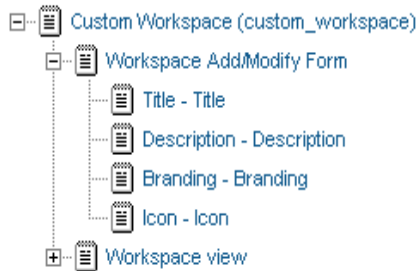 Custom Workspace (custom_workspace)
Workspace Add/Modify Form
Title - Title
Description - Description
Branding - Branding
Icon - Icon
Workspace view